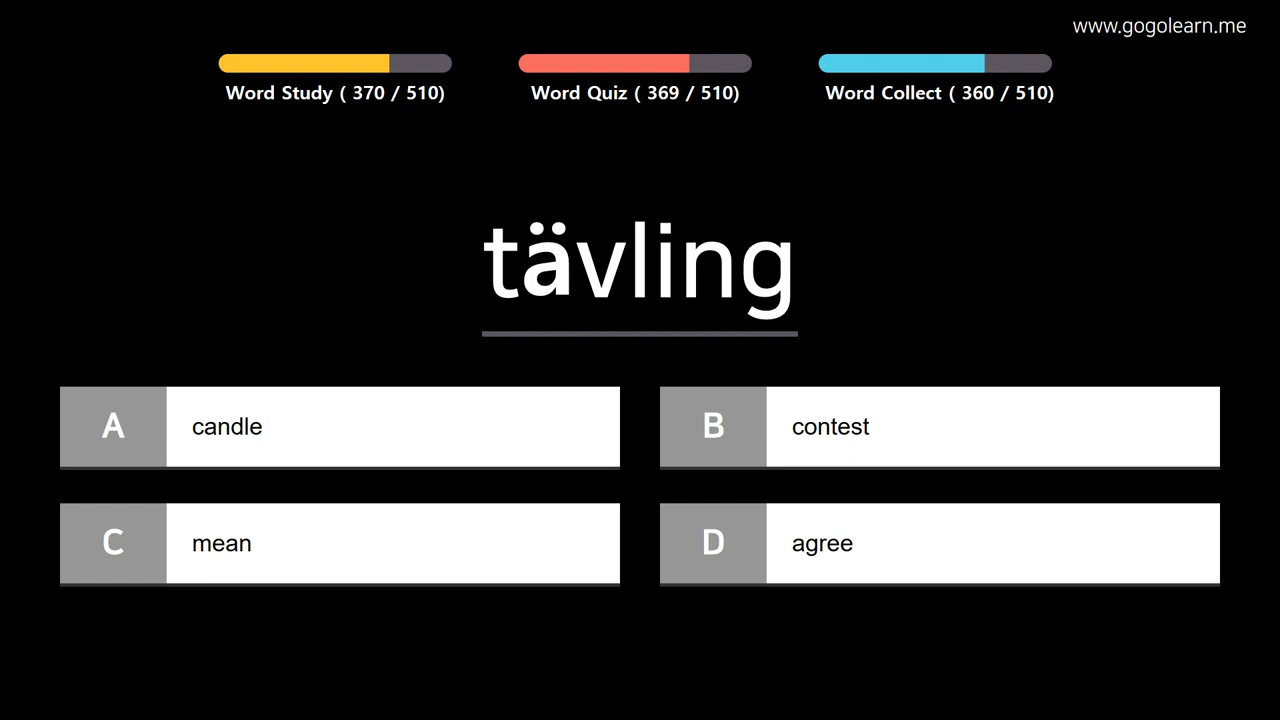 www.gogolearn.me
Word Study ( 370 / 510)
Word Quiz ( 369 / 510)
Word Collect ( 360 / 510)
tävling
A candle
B contest
C mean
D agree